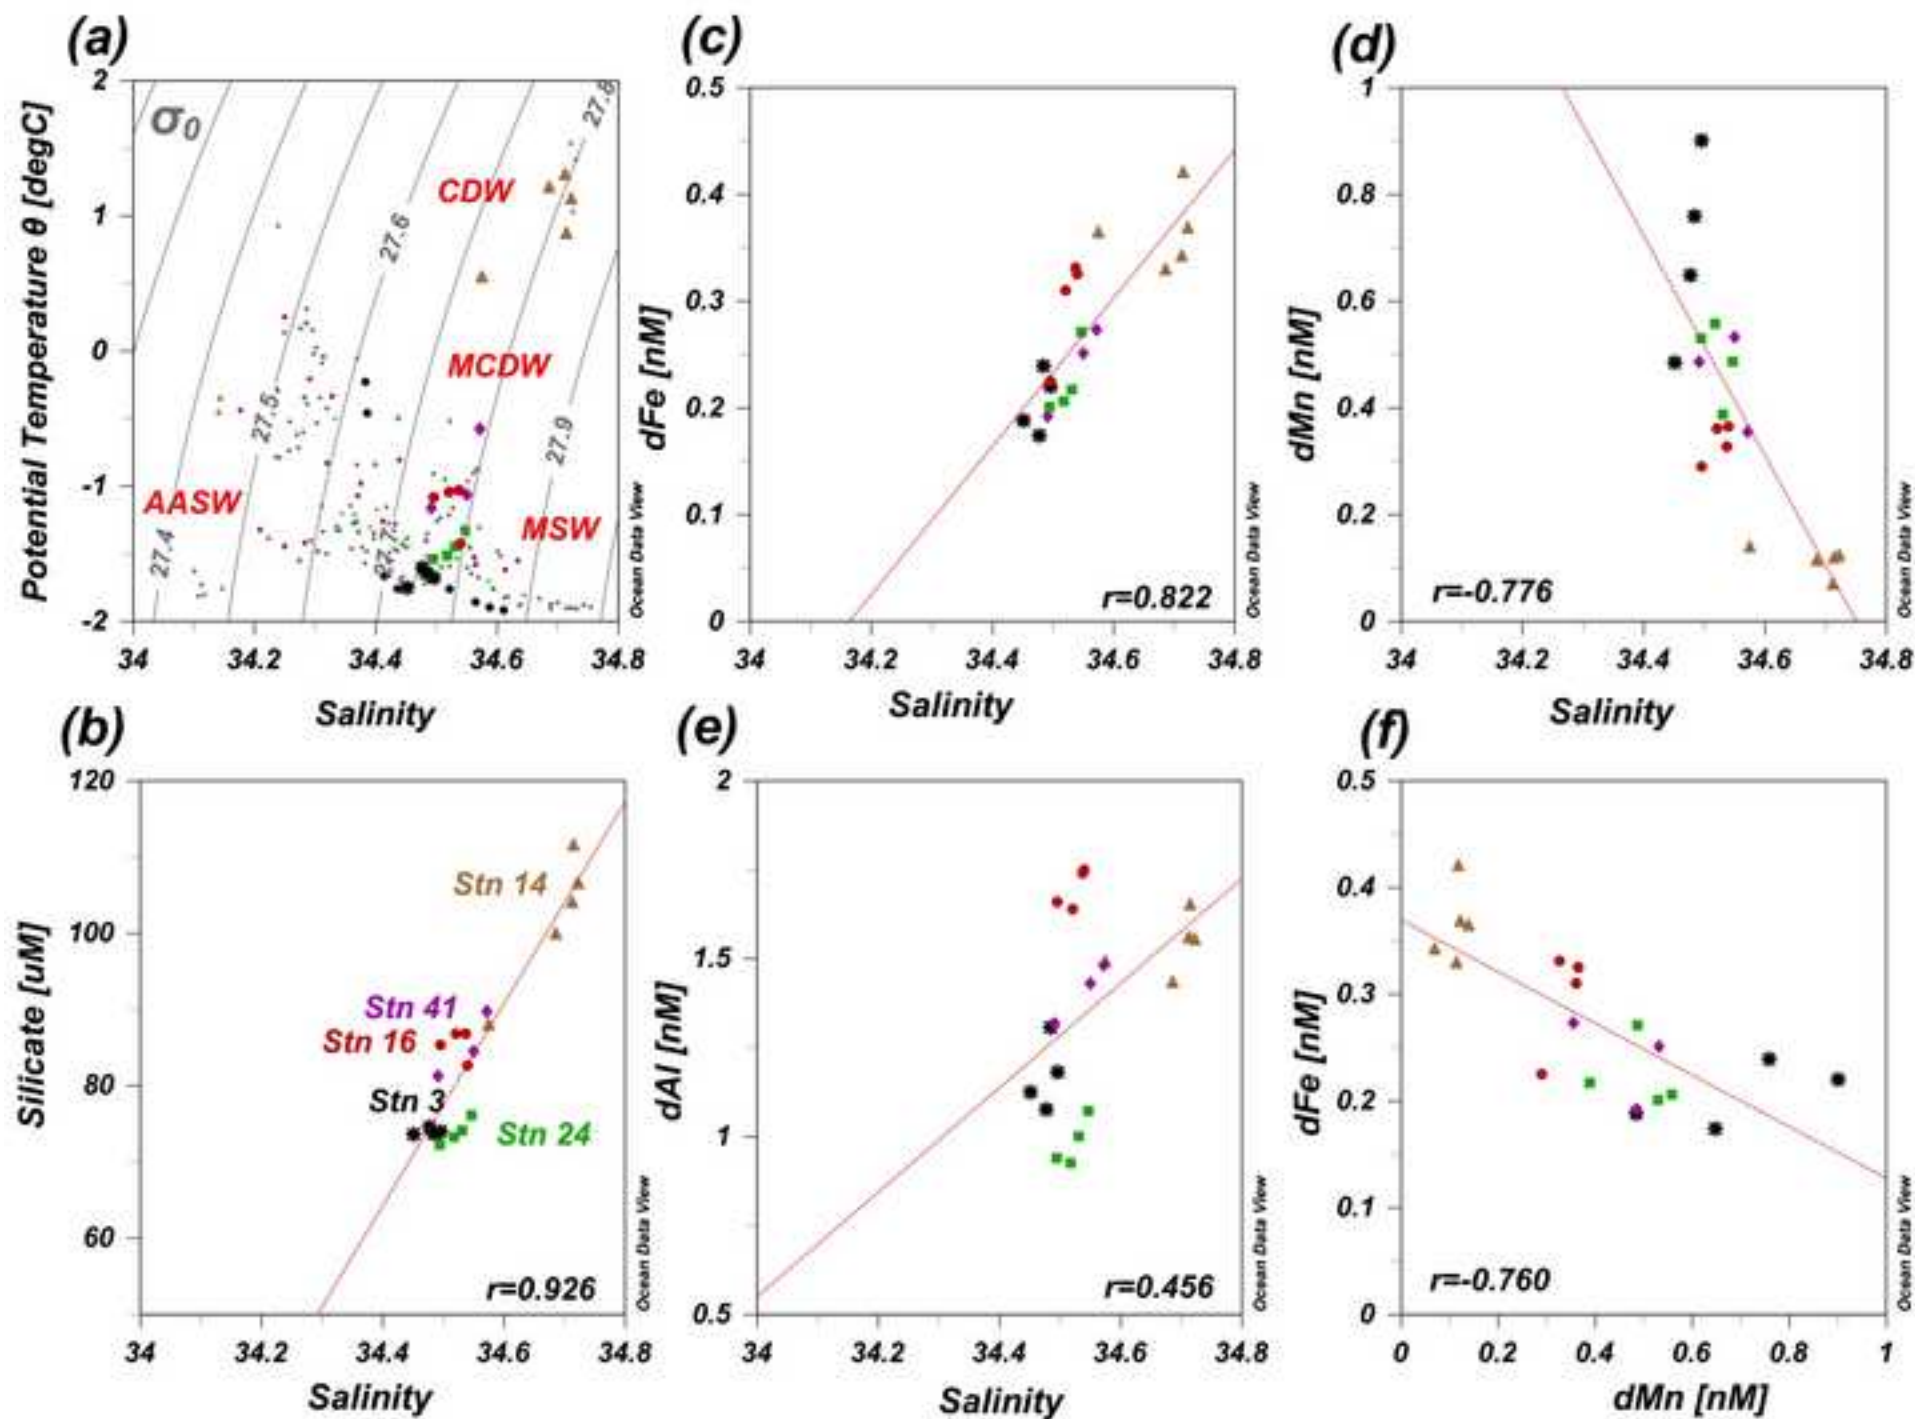 (a)
2
1
0
-1
-2
Potential Temperature θ [degC]
σ0
27.8
27.6
27.5
27.9
27.7
27.4
CDW
MCDW
AASW
MSW
Ocean Data View
34
34.2
34.4
34.6
34.8
Salinity
(c)
0.5
0.4
0.3
0.2
0.1
0
dFe [nM]
r=0.822
Ocean Data View
34
34.2
34.4
34.6
34.8
Salinity
(d)
1
0.8
0.6
0.4
0.2
0
dMn [nM]
r=-0.776
Ocean Data View
34
34.2
34.4
34.6
34.8
Salinity
(b)
120
100
80
60
Silicate [uM]
Stn 14
Stn 41
Stn 16
Stn 3
Stn 24
r=0.926
Ocean Data View
34
34.2
34.4
34.6
34.8
Salinity
(e)
2
1.5
1
0.5
dAl [nM]
r=0.456
Ocean Data View
34
34.2
34.4
34.6
34.8
Salinity
(f)
0.5
0.4
0.3
0.2
0.1
0
dFe [nM]
r=-0.760
Ocean Data View
0
0.2
0.4
0.6
0.8
1
dMn [nM]